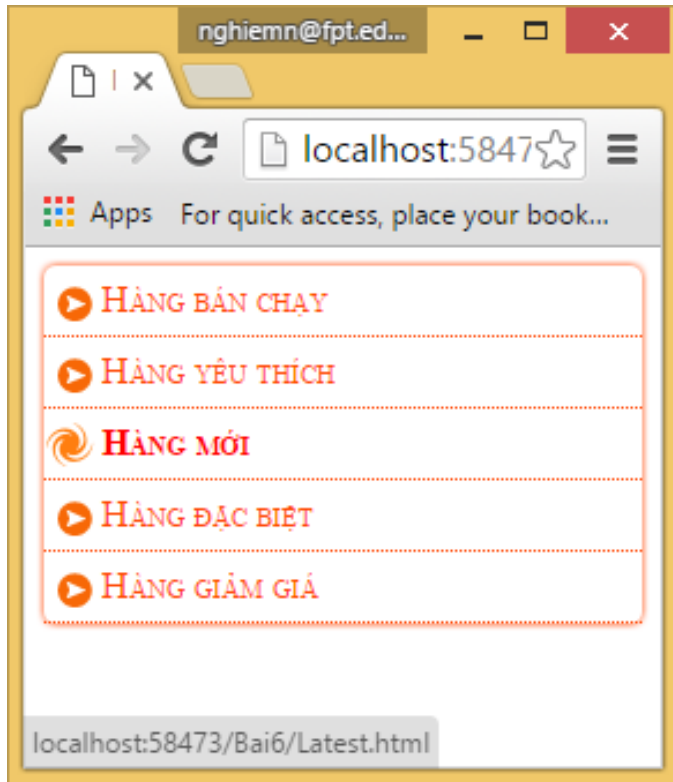 nghiemn@fpt.ed...
localhost:5847
Apps For quick access, place your book...
Hàng bán chạy
Hàng yêu thích
Hàng mới
Hàng đặc biệt
Hàng giảm giá
localhost:58473/Bai6/Latest.html